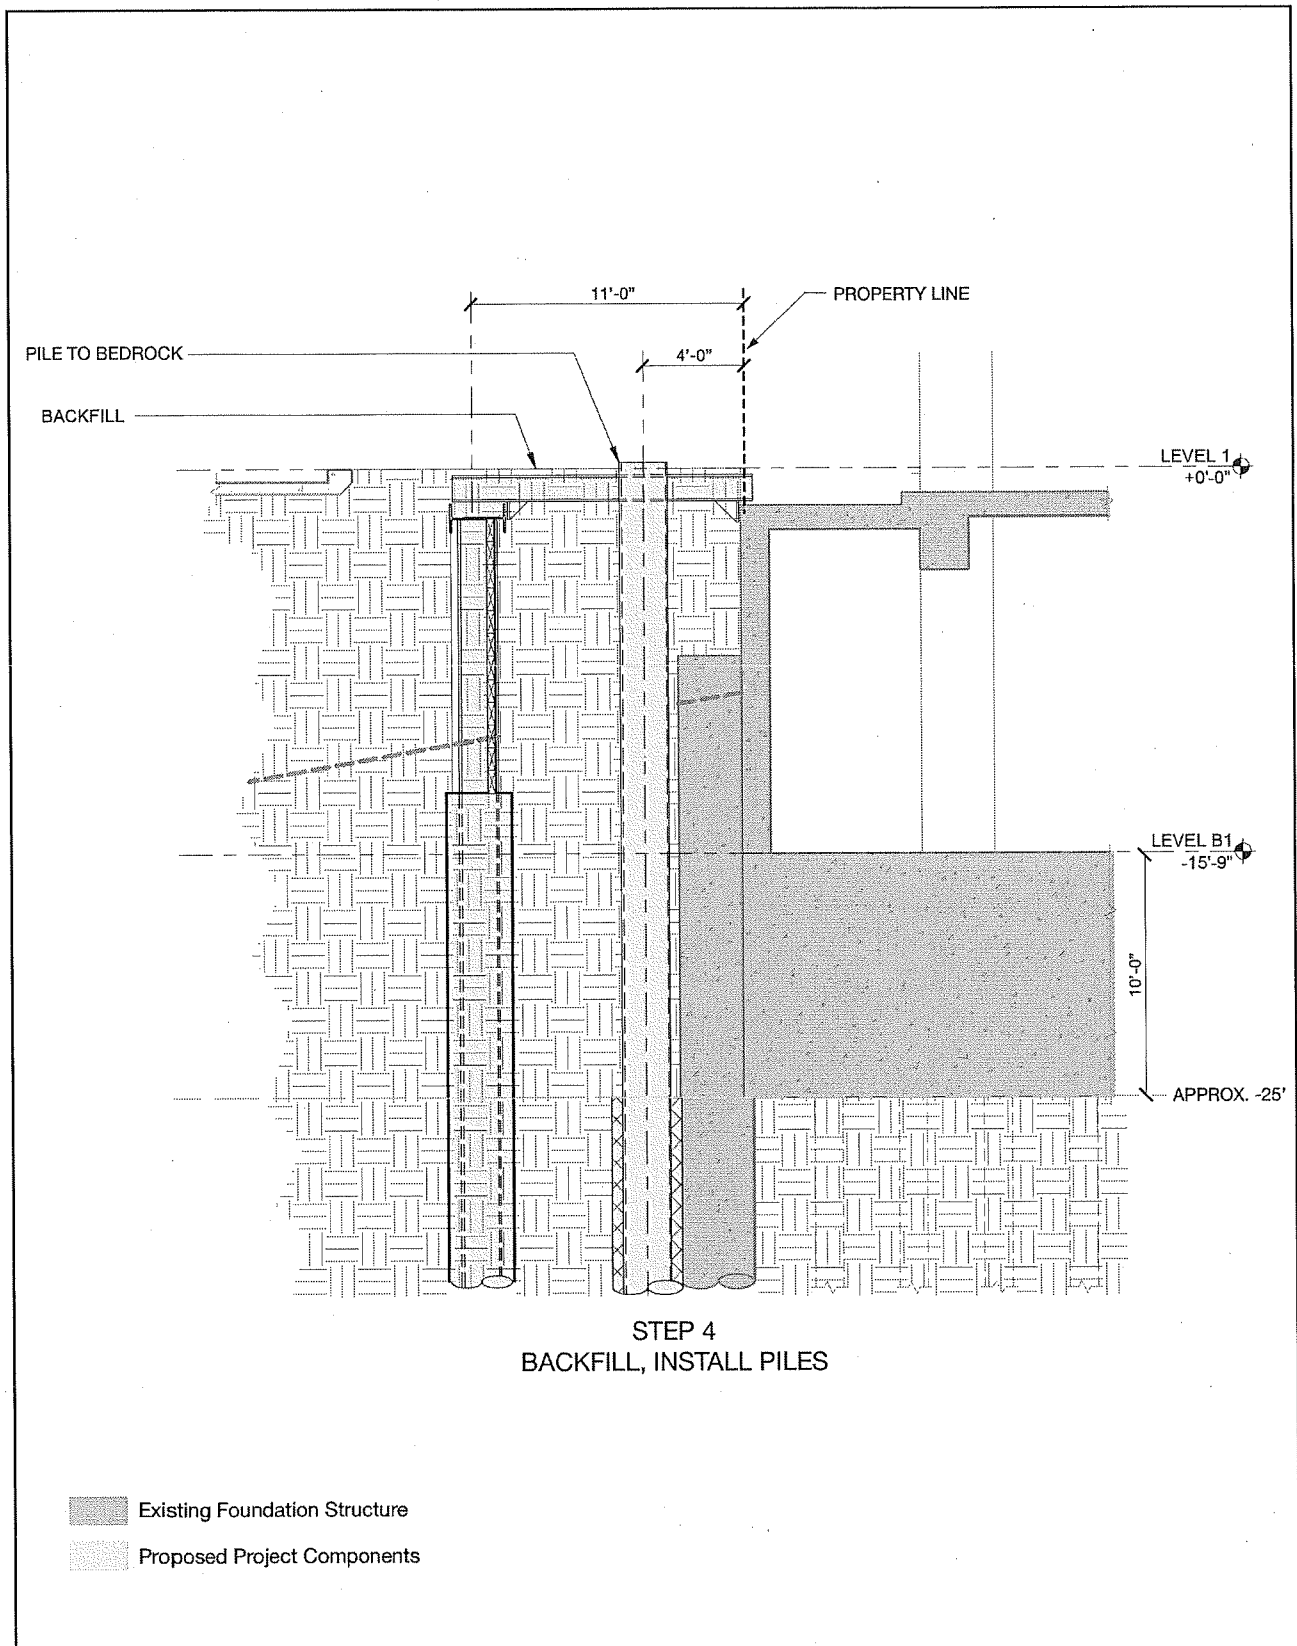 11'-0"
PROPERTY LINE
4'-0"
PILE TO BEDROCK
BACKFILL
LEVEL 1
+0'-0"
LEVEL B1
-15'-9"
10'-0"
APPROX. -25'
STEP 4
BACKFILL, INSTALL PILES
Existing Foundation Structure
Proposed Project Components